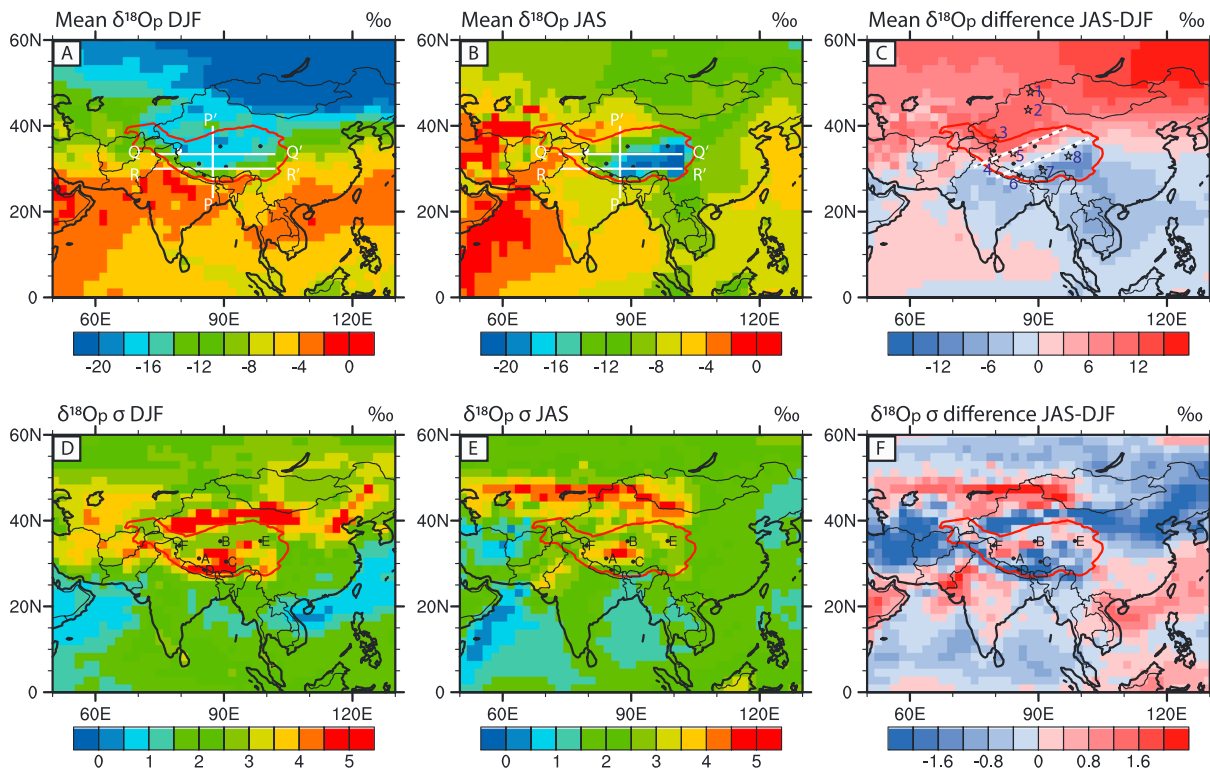 Mean δ¹⁸Op DJF ‰
Mean δ¹⁸Op JAS ‰
Mean δ¹⁸Op difference JAS-DJF ‰
60N
40N
20N
0
A
P'
Q
Q'
R
R'
P
60E 90E 120E
-20 -16 -12 -8 -4 0
60N
40N
20N
0
B
P'
Q
Q'
R
R'
P
60E 90E 120E
-20 -16 -12 -8 -4 0
60N
40N
20N
0
C
1
2
3
4
5
6
7
8
60E 90E 120E
-12 -6 0 6 12
δ¹⁸Op σ DJF ‰
δ¹⁸Op σ JAS ‰
δ¹⁸Op σ difference JAS-DJF ‰
60N
40N
20N
0
D
F B E
A
C
D
60E 90E 120E
0 1 2 3 4 5
60N
40N
20N
0
E
F B E
A
C
D
60E 90E 120E
0 1 2 3 4 5
60N
40N
20N
0
F
F B E
A
C
D
60E 90E 120E
-1.6 -0.8 0 0.8 1.6